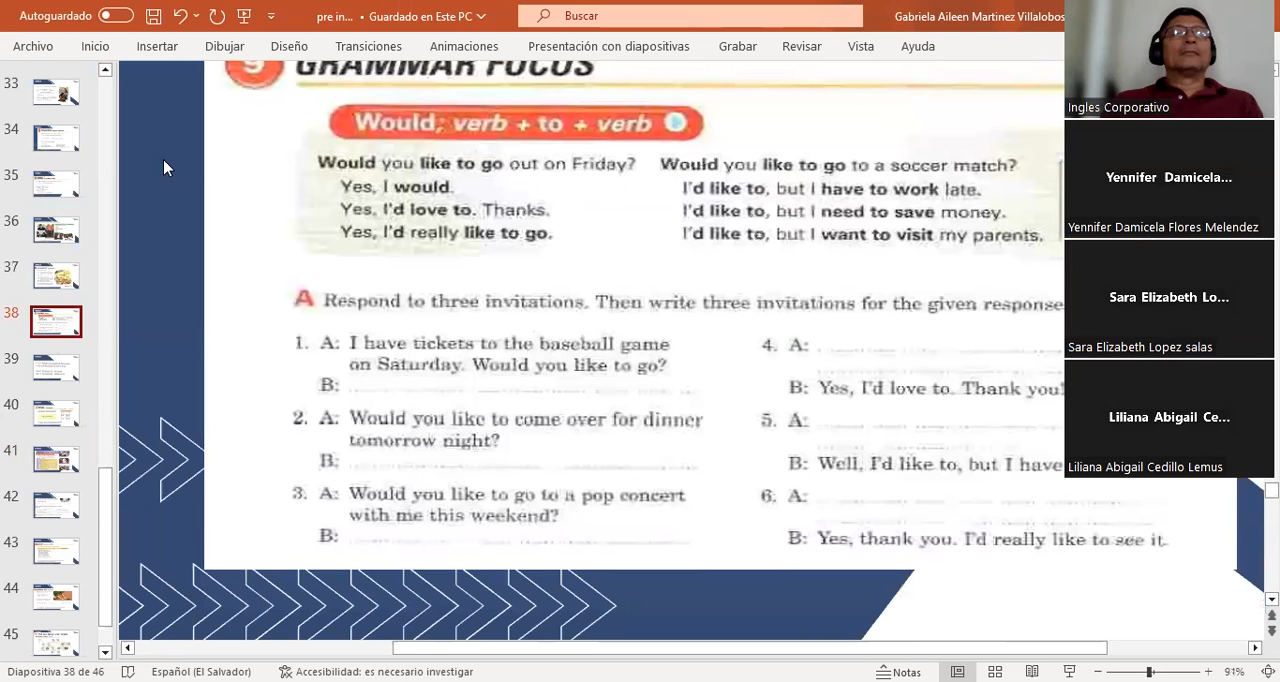 Autoguardado
pre in... • Guardado en Este PC
Buscar
Gabriela Aileen Martinez Villalobos
Archivo Inicio Insertar Dibujar Diseño Transiciones Animaciones Presentación con diapositivas Grabar Revisar Vista Ayuda
33
34
35
36
37
38
39
40
41
42
43
44
45
9 GRAMMAR FOCUS
Would; verb + to + verb
Would you like to go out on Friday?
Yes, I would.
Yes, I'd love to. Thanks.
Yes, I'd really like to go.
Would you like to go to a soccer match?
I'd like to, but I have to work late.
I'd like to, but I need to save money.
I'd like to, but I want to visit my parents.
A Respond to three invitations. Then write three invitations for the given response
1. A: I have tickets to the baseball game
on Saturday. Would you like to go?
B:
2. A: Would you like to come over for dinner
tomorrow night?
B:
3. A: Would you like to go to a pop concert
with me this weekend?
B:
4. A:
B: Yes, I'd love to. Thank you!
5. A:
B: Well, I'd like to, but I have
6. A:
B: Yes, thank you. I'd really like to see it.
Ingles Corporativo
Yennifer Damicela...
Yennifer Damicela Flores Melendez
Sara Elizabeth Lo...
Sara Elizabeth Lopez salas
Liliana Abigail Ce...
Liliana Abigail Cedillo Lemus
Diapositiva 38 de 46
Español (El Salvador)
Accesibilidad: es necesario investigar
Notas
91%